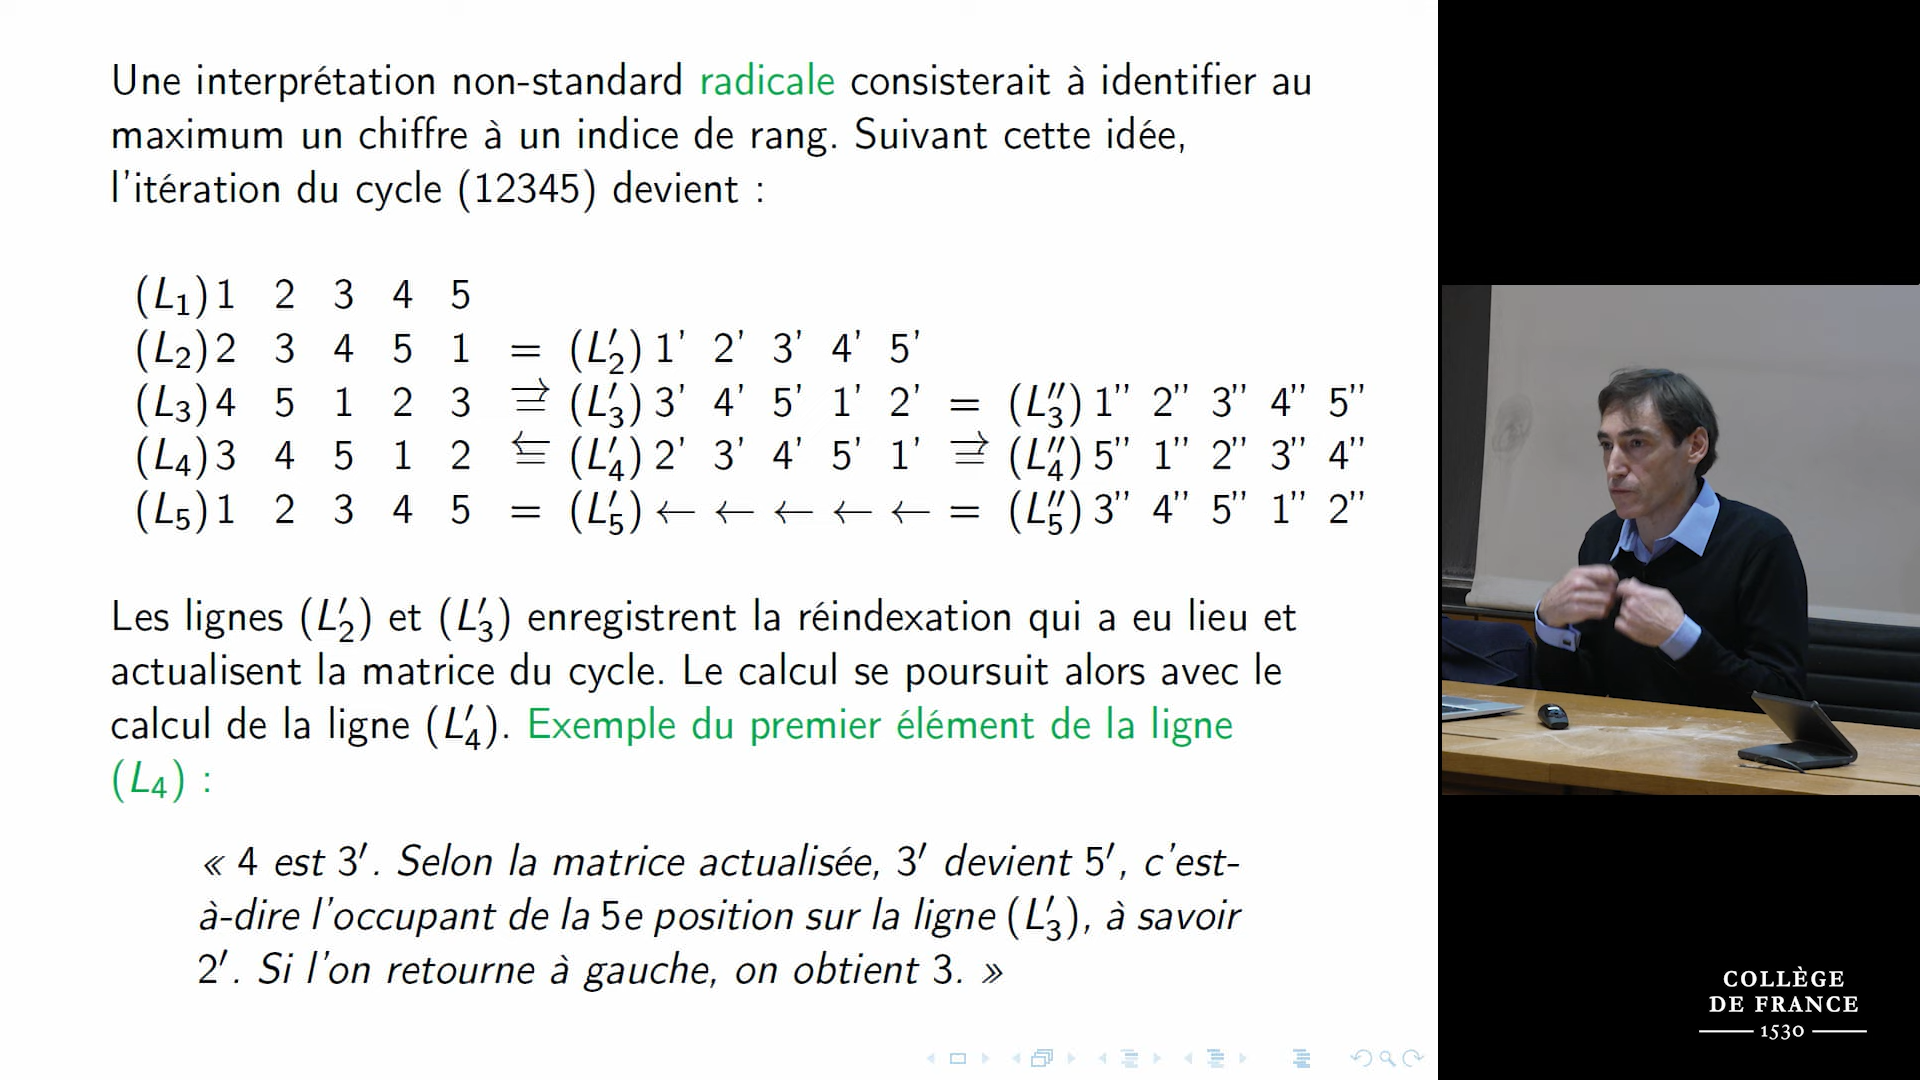 Une interprétation non-standard radicale consisterait à identifier au
maximum un chiffre à un indice de rang. Suivant cette idée,
l'itération du cycle (12345) devient :
(L₁) 1 2 3 4 5
(L₂) 2 3 4 5 1 = (L′₂) 1' 2' 3' 4' 5'
(L₃) 4 5 1 2 3 ⇉ (L′₃) 3' 4' 5' 1' 2' = (L″₃) 1'' 2'' 3'' 4'' 5''
(L₄) 3 4 5 1 2 ⇇ (L′₄) 2' 3' 4' 5' 1' ⇉ (L″₄) 5'' 1'' 2'' 3'' 4''
(L₅) 1 2 3 4 5 = (L′₅) ← ← ← ← ← = (L″₅) 3'' 4'' 5'' 1'' 2''
Les lignes (L′₂) et (L′₃) enregistrent la réindexation qui a eu lieu et
actualisent la matrice du cycle. Le calcul se poursuit alors avec le
calcul de la ligne (L′₄). Exemple du premier élément de la ligne
(L₄) :
« 4 est 3′. Selon la matrice actualisée, 3′ devient 5′, c'est-
à-dire l'occupant de la 5e position sur la ligne (L′₃), à savoir
2′. Si l'on retourne à gauche, on obtient 3. »
COLLÈGE
DE FRANCE
1530